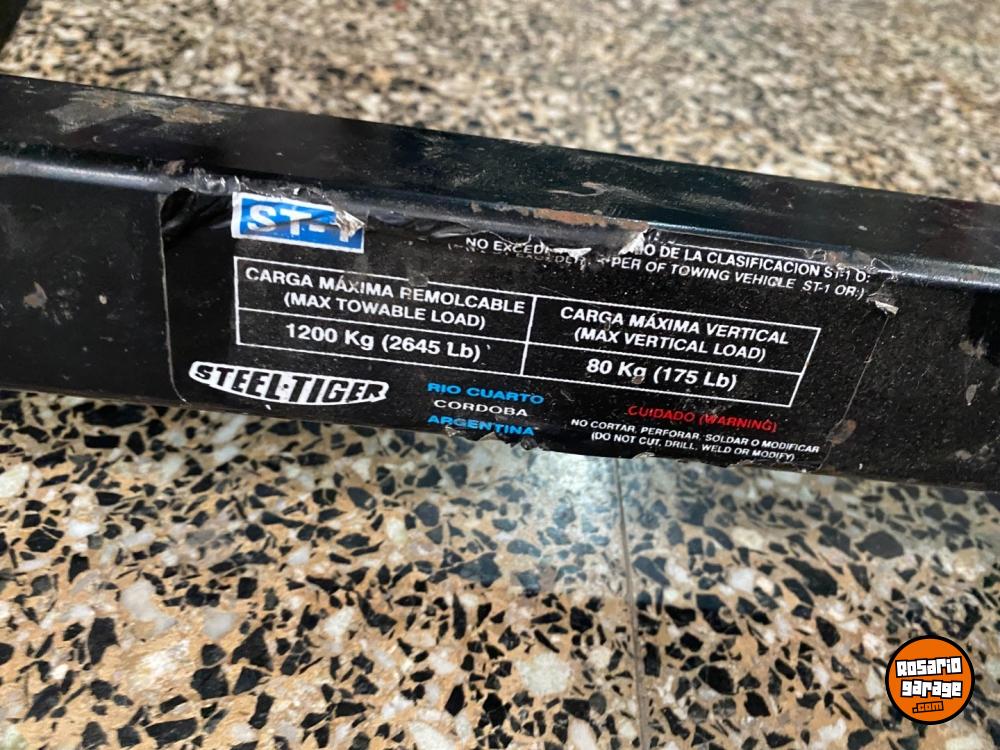 ST-1
NO EXCEDE
DE LA CLASIFICACION ST-1 O
PER OF TOWING VEHICLE ST-1 OR:)
CARGA MÁXIMA REMOLCABLE
(MAX TOWABLE LOAD)
1200 Kg (2645 Lb)
CARGA MÁXIMA VERTICAL
(MAX VERTICAL LOAD)
80 Kg (175 Lb)
STEEL-TIGER
RIO CUARTO
CORDOBA
ARGENTINA
CUIDADO (WARNING)
NO CORTAR, PERFORAR, SOLDAR O MODIFICAR
(DO NOT CUT, DRILL, WELD OR MODIFY)
Rosario
garage
.com